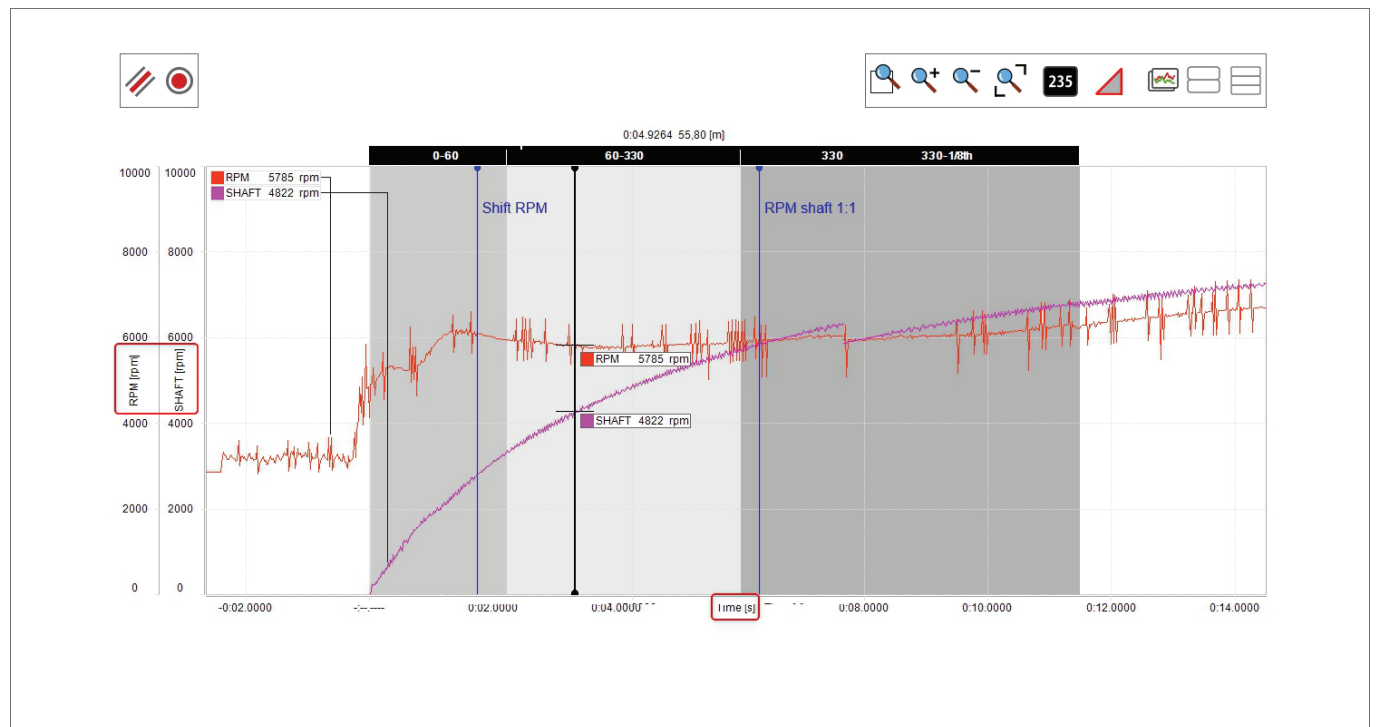 235
0:04.9264 55,80 [m]
0-60 60-330 330 330-1/8th
10000 10000
RPM 5785 rpm
SHAFT 4822 rpm
Shift RPM
RPM shaft 1:1
8000 8000
6000 6000
RPM [rpm]
SHAFT [rpm]
RPM 5785 rpm
SHAFT 4822 rpm
4000 4000
2000 2000
0 0
-0:02.0000 -:--.---- 0:02.0000 0:04.0000 Time [s] 0:08.0000 0:10.0000 0:12.0000 0:14.0000